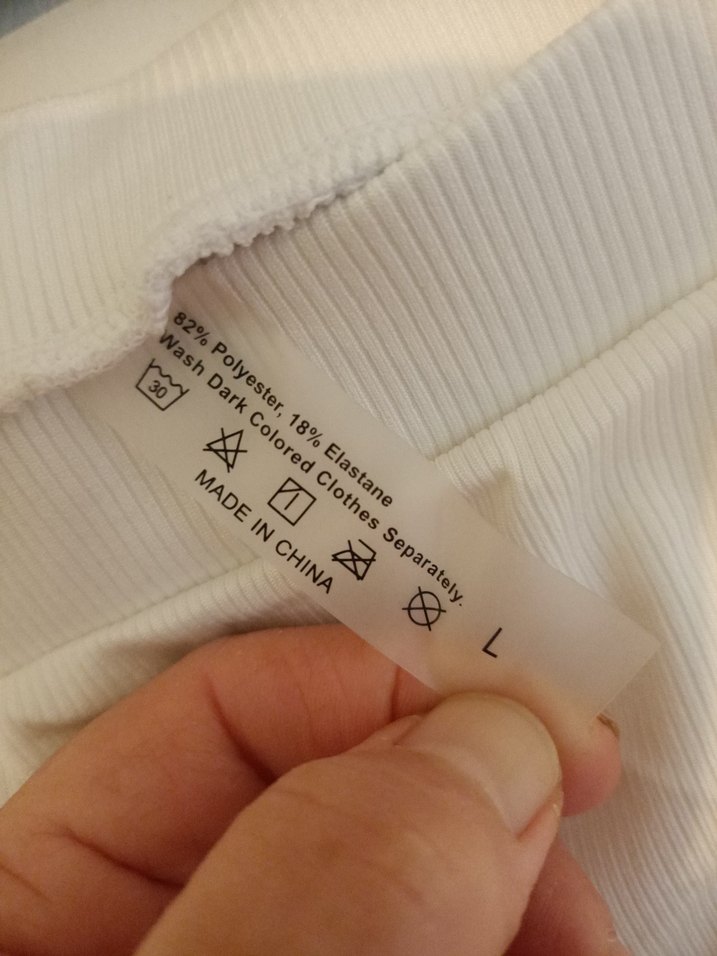 82% Polyester, 18% Elastane
Wash Dark Colored Clothes Separately.
30
MADE IN CHINA
L